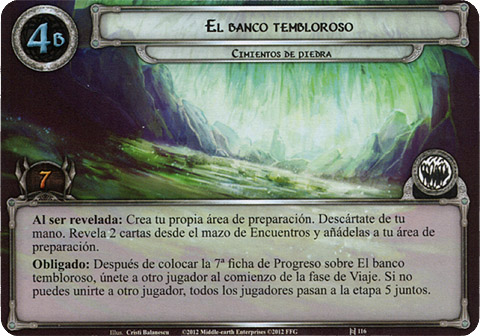 4B
El banco tembloroso
Cimientos de piedra
7
Al ser revelada: Crea tu propia área de preparación. Descártate de tu
mano. Revela 2 cartas desde el mazo de Encuentros y añádelas a tu área de
preparación.
Obligado: Después de colocar la 7ª ficha de Progreso sobre El banco
tembloroso, únete a otro jugador al comienzo de la fase de Viaje. Si no
puedes unirte a otro jugador, todos los jugadores pasan a la etapa 5 juntos.
Illus. Cristi Balanescu ©2012 Middle-earth Enterprises ©2012 FFG 116